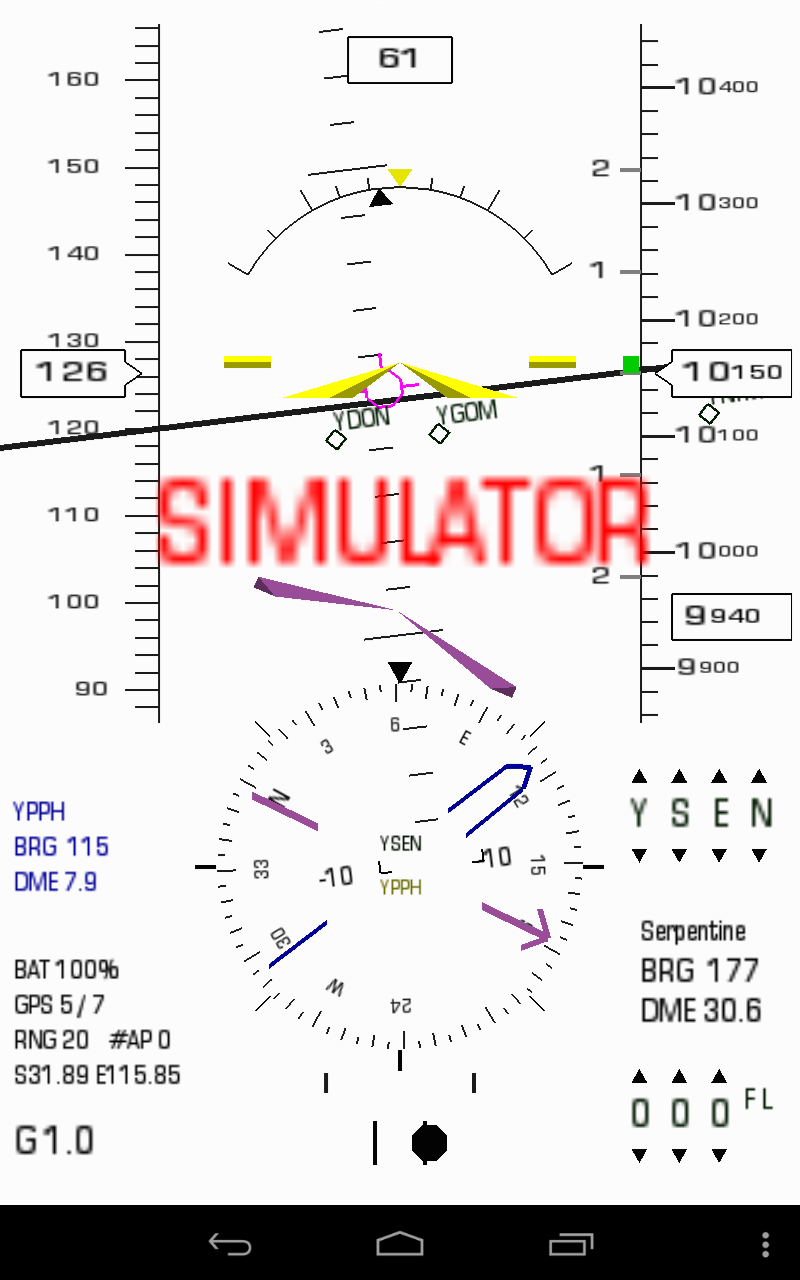 61
160
150
140
130
126
120
110
100
90
2
1
1
2
10400
10300
10200
10150
10100
10000
9940
9900
YDON
YGOM
SIMULATOR
6
3
E
N
12
33
15
30
W
24
YSEN
-10
-10
YPPH
YPPH
BRG 115
DME 7.9
BAT 100%
GPS 5 / 7
RNG 20 #AP 0
S31.89 E115.85
G1.0
Y S E N
Serpentine
BRG 177
DME 30.6
0 0 0 FL